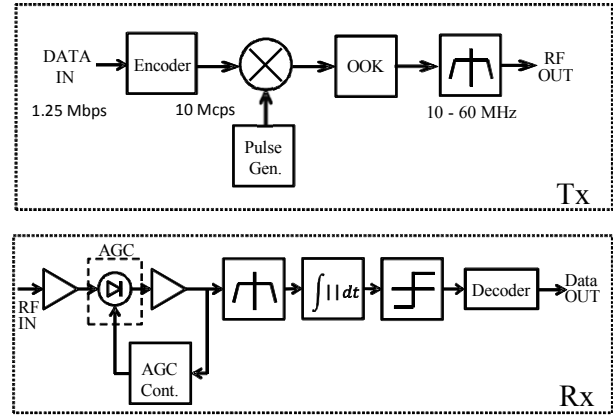 DATA
IN
Encoder
OOK
RF
OUT
1.25 Mbps
10 Mcps
10 - 60 MHz
Pulse
Gen.
Tx
AGC
RF
IN
∫||dt
Decoder
Data
OUT
AGC
Cont.
Rx